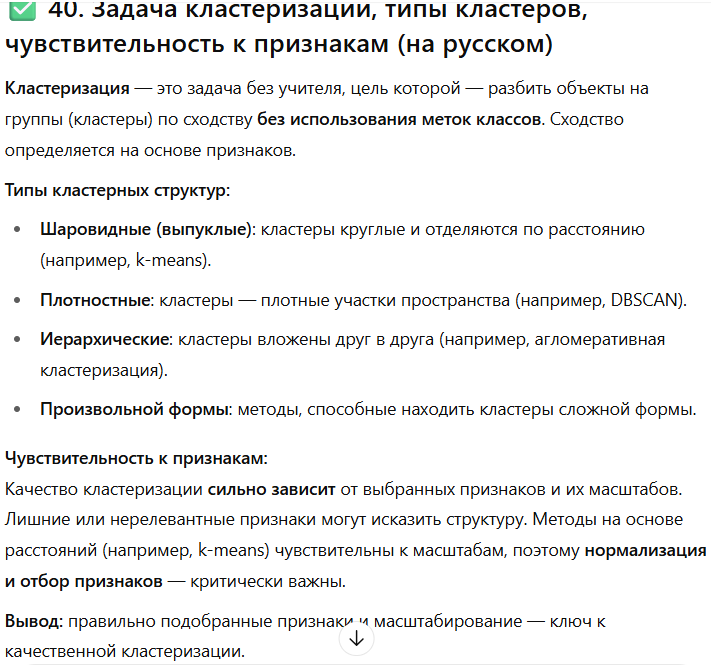 ✅ 40. Задача кластеризации, типы кластеров,
чувствительность к признакам (на русском)
Кластеризация — это задача без учителя, цель которой — разбить объекты на
группы (кластеры) по сходству без использования меток классов. Сходство
определяется на основе признаков.
Типы кластерных структур:
• Шаровидные (выпуклые): кластеры круглые и отделяются по расстоянию
(например, k-means).
• Плотностные: кластеры — плотные участки пространства (например, DBSCAN).
• Иерархические: кластеры вложены друг в друга (например, агломеративная
кластеризация).
• Произвольной формы: методы, способные находить кластеры сложной формы.
Чувствительность к признакам:
Качество кластеризации сильно зависит от выбранных признаков и их масштабов.
Лишние или нерелевантные признаки могут исказить структуру. Методы на основе
расстояний (например, k-means) чувствительны к масштабам, поэтому нормализация
и отбор признаков — критически важны.
Вывод: правильно подобранные признаки и масштабирование — ключ к
качественной кластеризации.